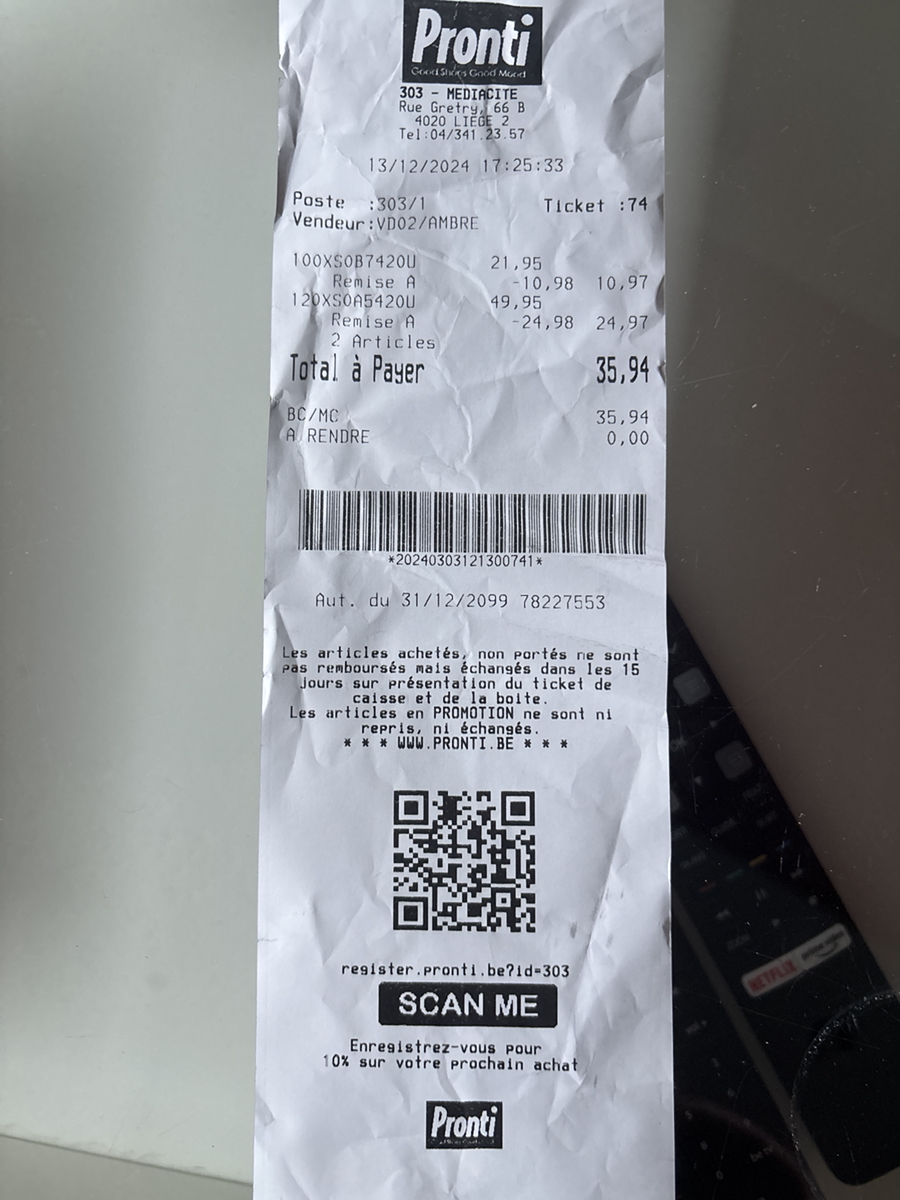 Pronti
Good Shoes Good Mood
303 - MEDIACITE
Rue Gretry, 66 B
4020 LIEGE 2
Tel:04/341.23.57
13/12/2024 17:25:33
Poste :303/1 Ticket :74
Vendeur:VD02/AMBRE
100XSOB7420U 21,95
Remise A -10,98 10,97
120XSOA5420U 49,95
Remise A -24,98 24,97
2 Articles
Total à Payer 35,94
BC/MC 35,94
A RENDRE 0,00
*20240303121300741*
Aut. du 31/12/2099 78227553
Les articles achetés, non portés ne sont
pas remboursés mais échangés dans les 15
jours sur présentation du ticket de
caisse et de la boite.
Les articles en PROMOTION ne sont ni
repris, ni échangés.
* * * WWW.PRONTI.BE * * *
register.pronti.be?id=303
SCAN ME
Enregistrez-vous pour
10% sur votre prochain achat
Pronti
NETFLIX